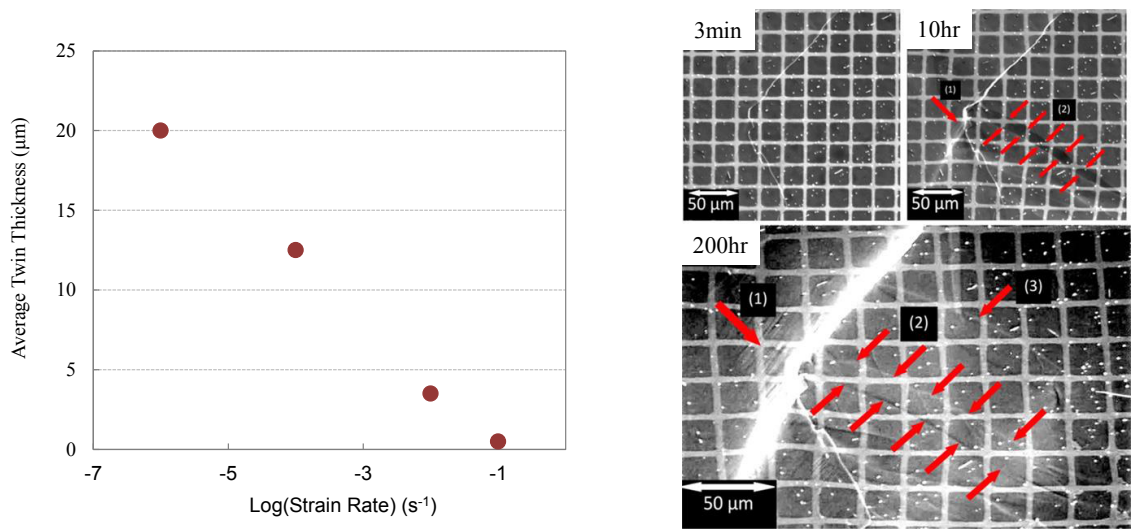 25
20
15
10
5
0
Average Twin Thickness (µm)
-7
-5
-3
-1
Log(Strain Rate) (s⁻¹)
3min
50 µm
10hr
(1)
(2)
50 µm
200hr
(1)
(2)
(3)
50 µm